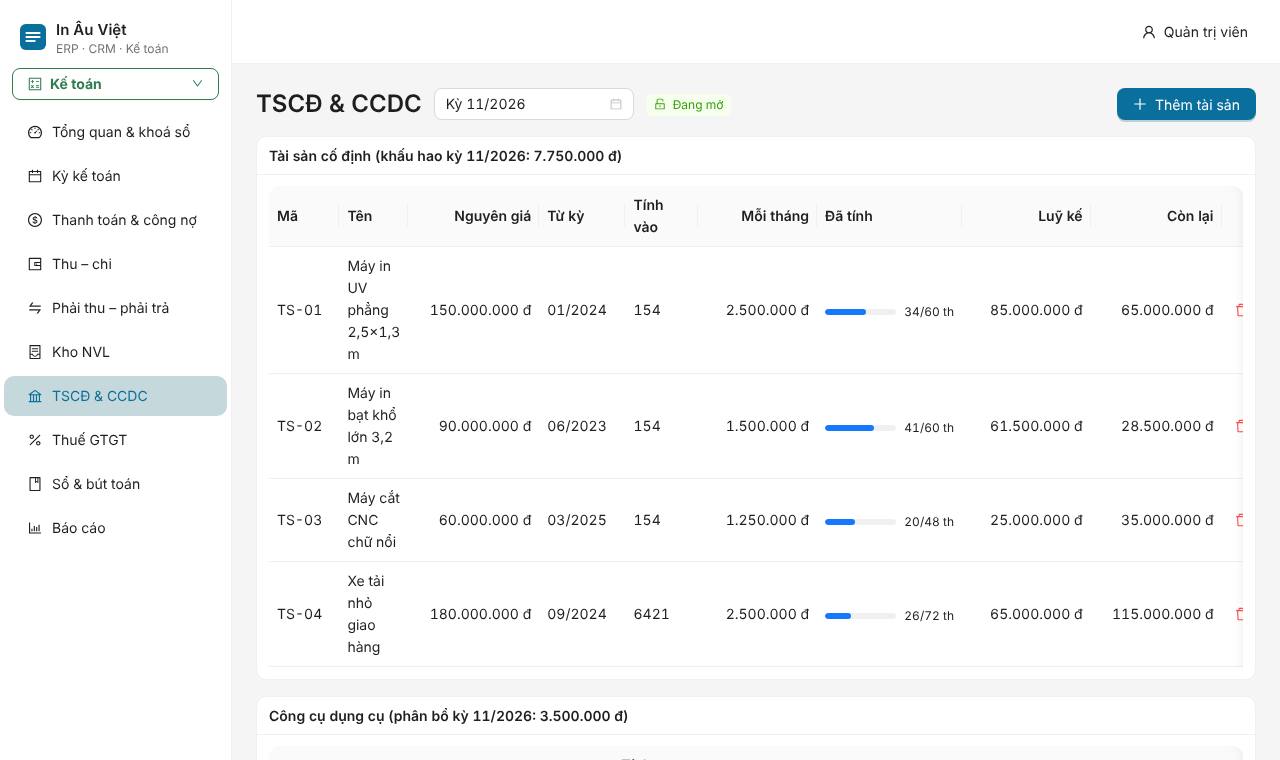 In Âu Việt
ERP · CRM · Kế toán
Quản trị viên
Kế toán
Tổng quan & khoá sổ
Kỳ kế toán
Thanh toán & công nợ
Thu – chi
Phải thu – phải trả
Kho NVL
TSCĐ & CCDC
Thuế GTGT
Sổ & bút toán
Báo cáo
TSCĐ & CCDC
Kỳ 11/2026
Đang mở
Thêm tài sản
Tài sản cố định (khấu hao kỳ 11/2026: 7.750.000 đ)
Mã Tên Nguyên giá Từ kỳ Tính vào Mỗi tháng Đã tính Luỹ kế Còn lại
TS-01 Máy in UV phẳng 2,5×1,3 m 150.000.000 đ 01/2024 154 2.500.000 đ 34/60 th 85.000.000 đ 65.000.000 đ
TS-02 Máy in bạt khổ lớn 3,2 m 90.000.000 đ 06/2023 154 1.500.000 đ 41/60 th 61.500.000 đ 28.500.000 đ
TS-03 Máy cắt CNC chữ nổi 60.000.000 đ 03/2025 154 1.250.000 đ 20/48 th 25.000.000 đ 35.000.000 đ
TS-04 Xe tải nhỏ giao hàng 180.000.000 đ 09/2024 6421 2.500.000 đ 26/72 th 65.000.000 đ 115.000.000 đ
Công cụ dụng cụ (phân bổ kỳ 11/2026: 3.500.000 đ)